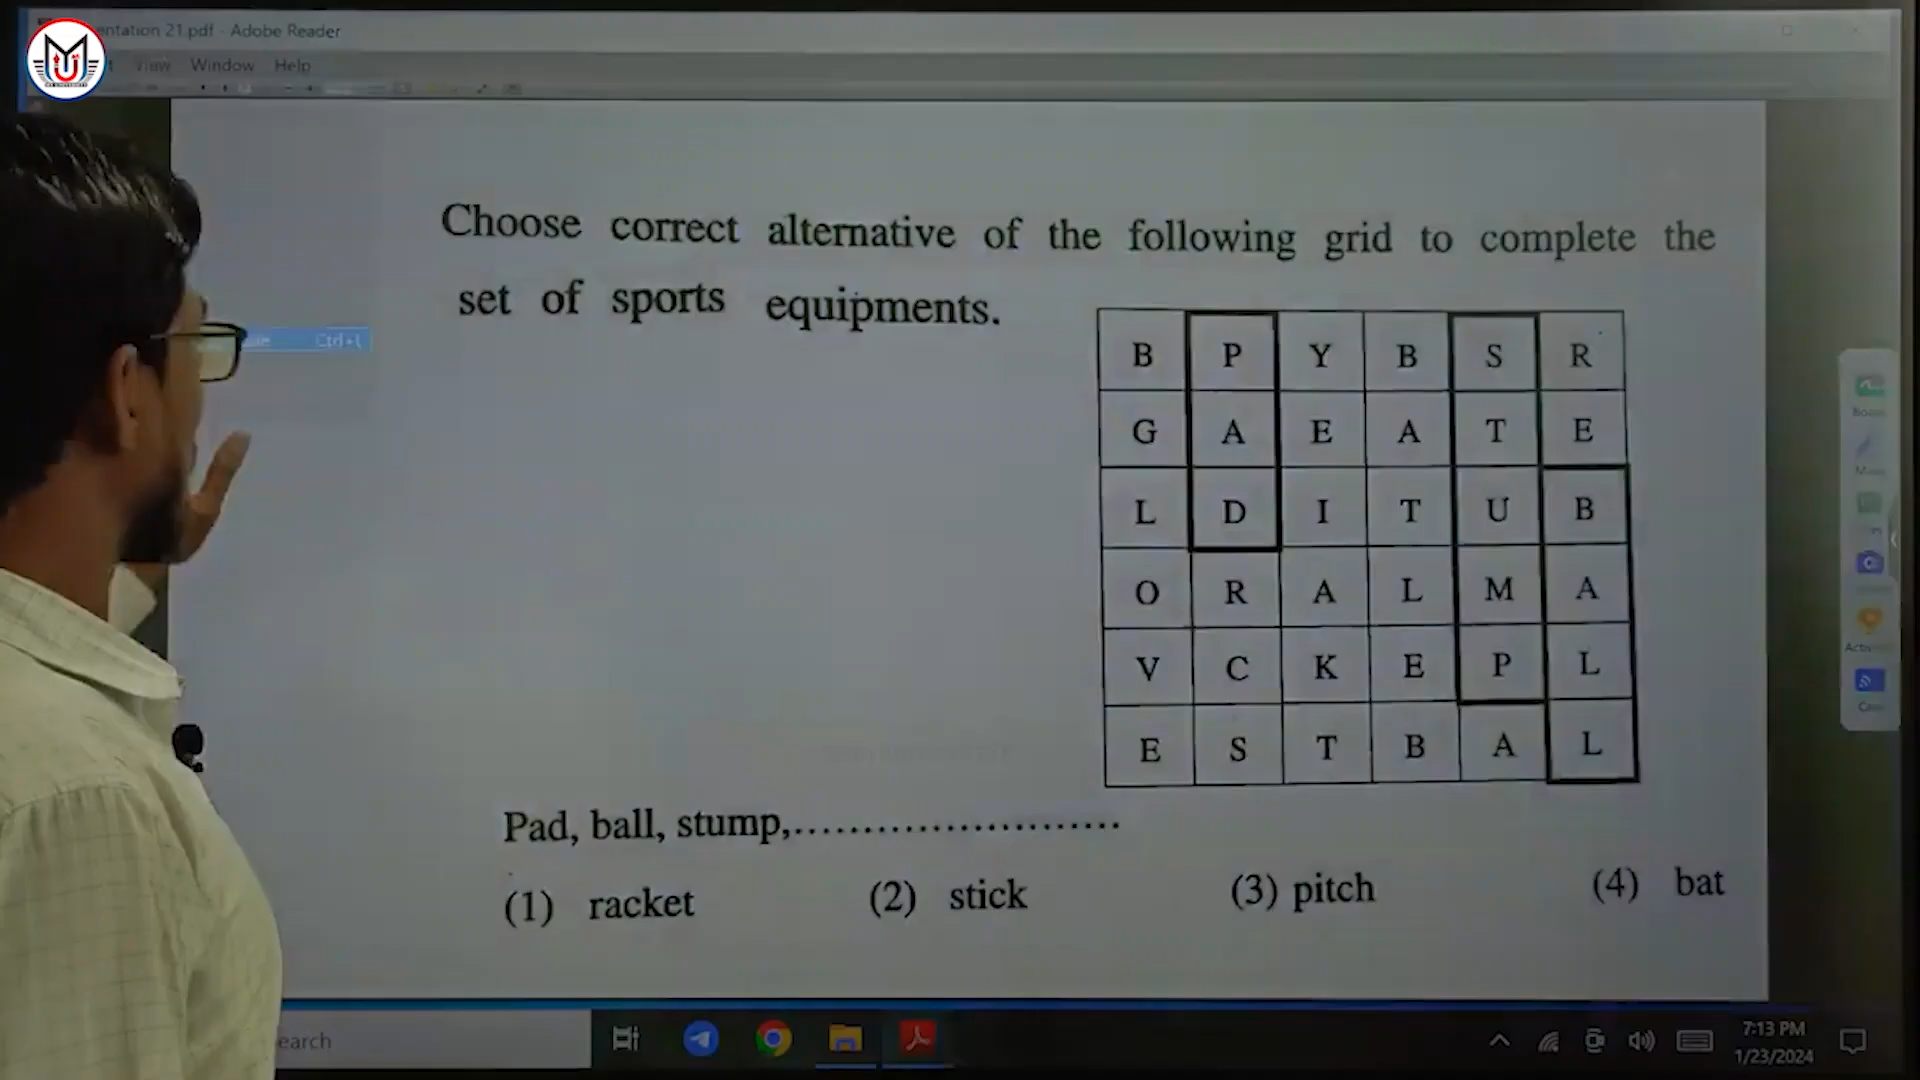 entation 21.pdf - Adobe Reader
View Window Help
Ctrl+L
Choose correct alternative of the following grid to complete the
set of sports equipments.
B P Y B S R
G A E A T E
L D I T U B
O R A L M A
V C K E P L
E S T B A L
Pad, ball, stump,........................
(1) racket (2) stick (3) pitch (4) bat
earch
7:13 PM
1/23/2024